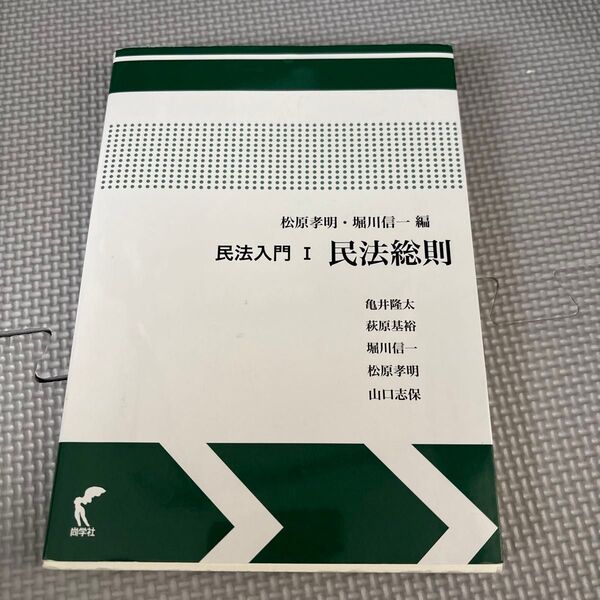 松原孝明・堀川信一 編
民法入門 Ⅰ 民法総則
亀井隆太
萩原基裕
堀川信一
松原孝明
山口志保
尚学社